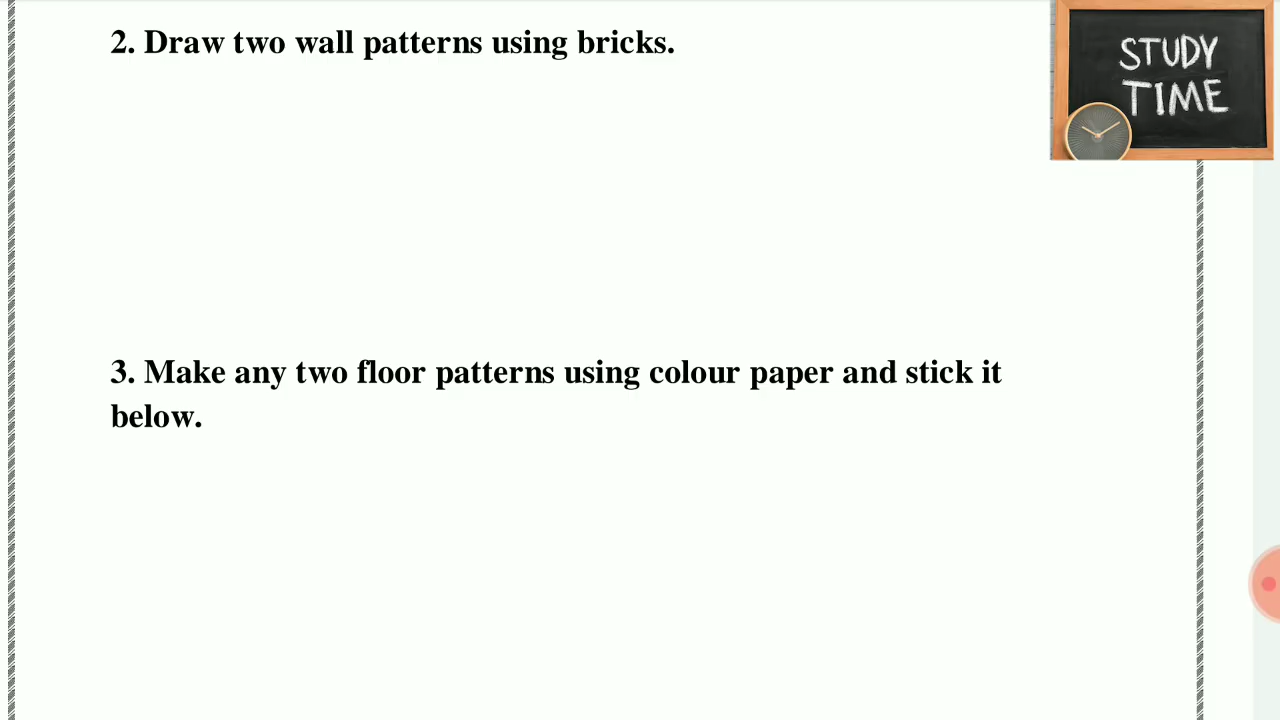 2. Draw two wall patterns using bricks.
STUDY
TIME
3. Make any two floor patterns using colour paper and stick it
below.